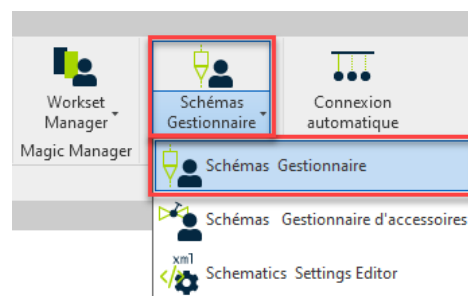 Workset
Manager
Schémas
Gestionnaire
Connexion
automatique
Magic Manager
Schémas Gestionnaire
Schémas Gestionnaire d'accessoires
xml
Schematics Settings Editor